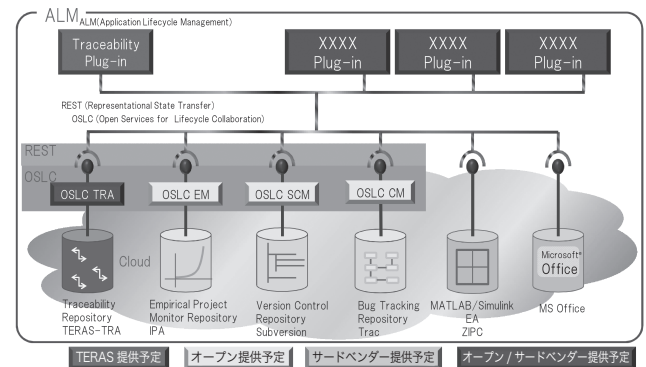 ALM ALM(Application Lifecycle Management)
Traceability
Plug-in
XXXX
Plug-in
XXXX
Plug-in
XXXX
Plug-in
REST (Representational State Transfer)
OSLC (Open Services for Lifecycle Collaboration)
REST
OSLC
OSLC TRA
OSLC EM
OSLC SCM
OSLC CM
Cloud
Microsoft®
Office
Traceability
Repository
TERAS-TRA
Empirical Project
Monitor Repository
IPA
Version Control
Repository
Subversion
Bug Tracking
Repository
Trac
MATLAB/Simulink
EA
ZIPC
MS Office
TERAS 提供予定
オープン提供予定
サードベンダー提供予定
オープン / サードベンダー提供予定